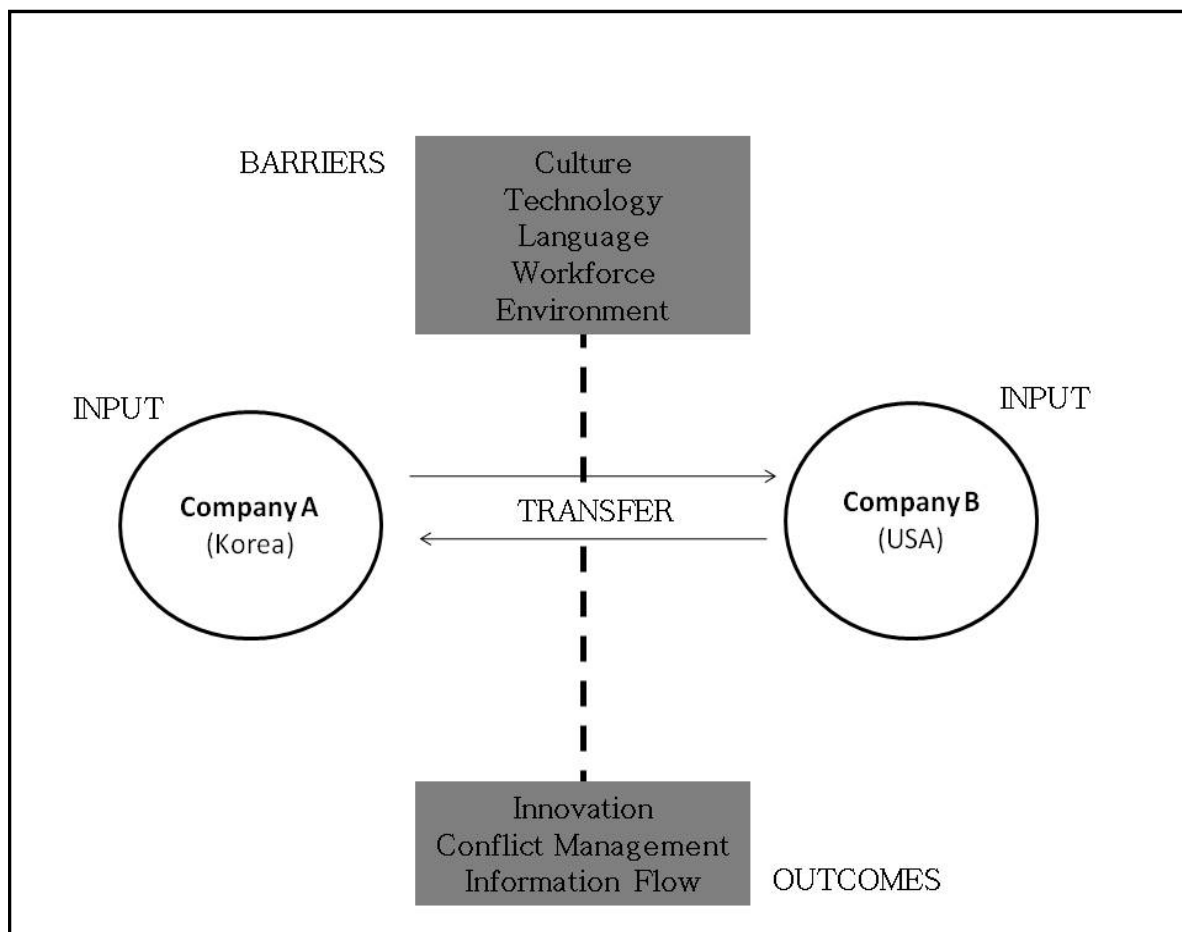 BARRIERS
Culture
Technology
Language
Workforce
Environment
INPUT
INPUT
Company A
(Korea)
TRANSFER
Company B
(USA)
Innovation
Conflict Management
Information Flow
OUTCOMES